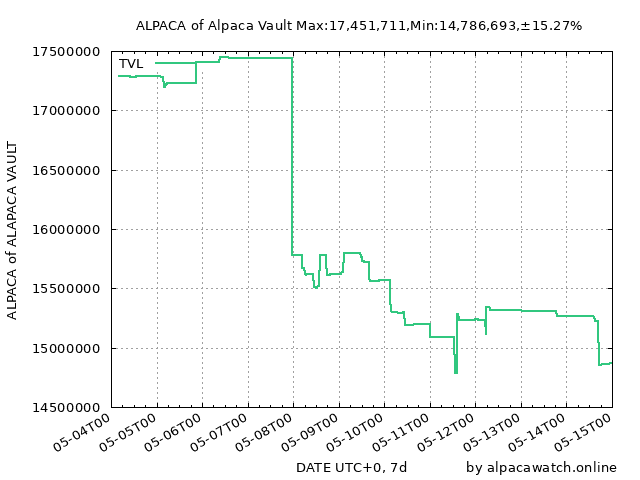 ALPACA of Alpaca Vault Max:17,451,711,Min:14,786,693,±15.27%
TVL
17500000
17000000
16500000
16000000
15500000
15000000
14500000
ALPACA of ALAPACA VAULT
05-04T00
05-05T00
05-06T00
05-07T00
05-08T00
05-09T00
05-10T00
05-11T00
05-12T00
05-13T00
05-14T00
05-15T00
DATE UTC+0, 7d
by alpacawatch.online